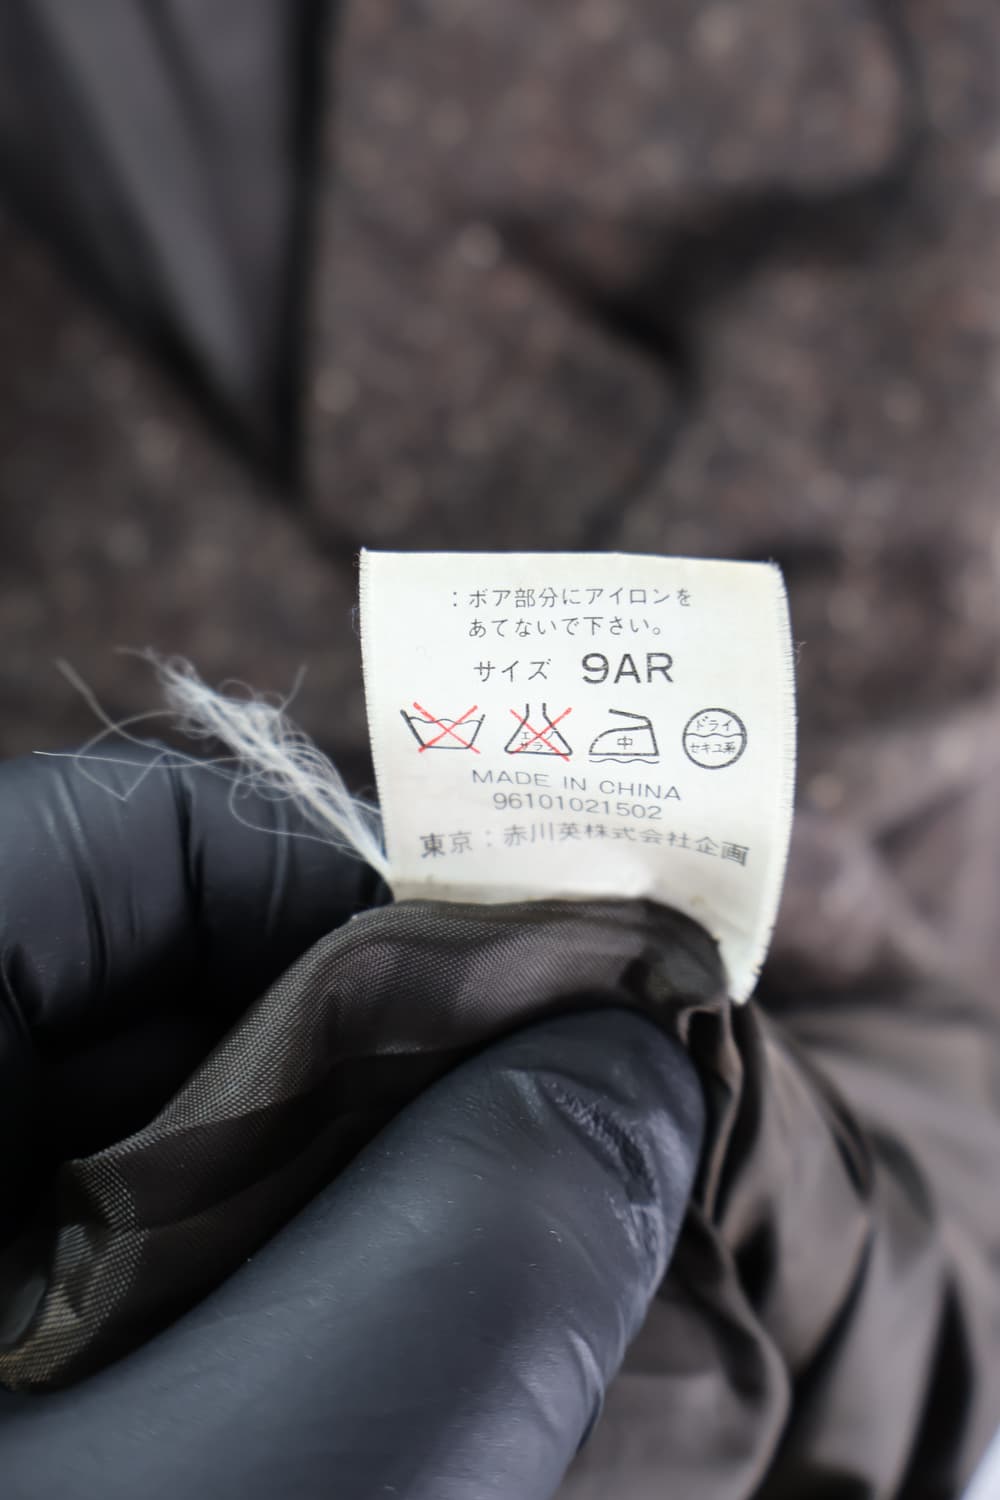 ：ボア部分にアイロンを
あてないで下さい。
サイズ 9AR
エンソ
サラシ
中
ドライ
セキユ系
MADE IN CHINA
96101021502
東京：赤川英株式会社企画